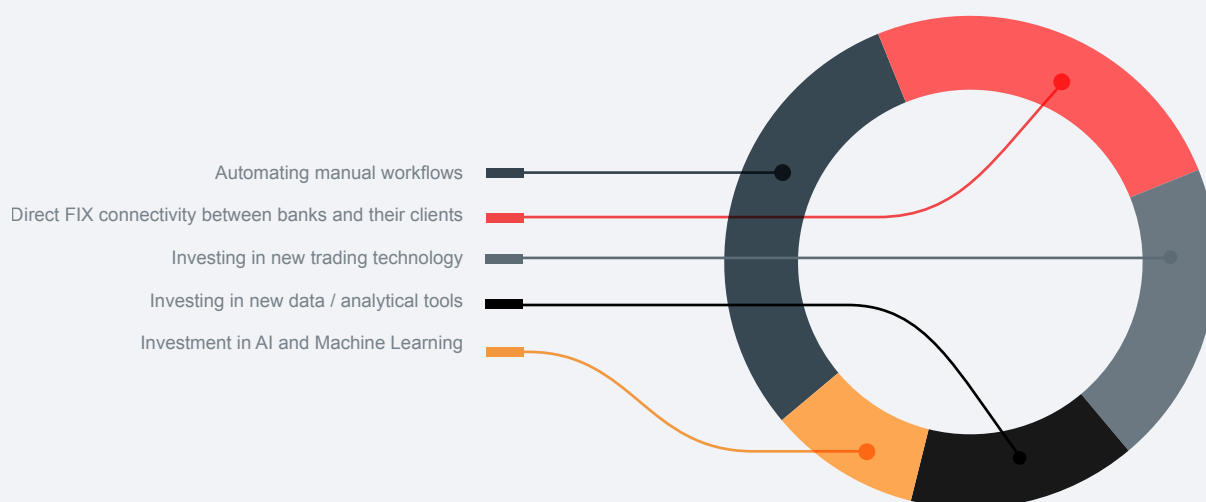 Automating manual workflows
Direct FIX connectivity between banks and their clients
Investing in new trading technology
Investing in new data / analytical tools
Investment in AI and Machine Learning